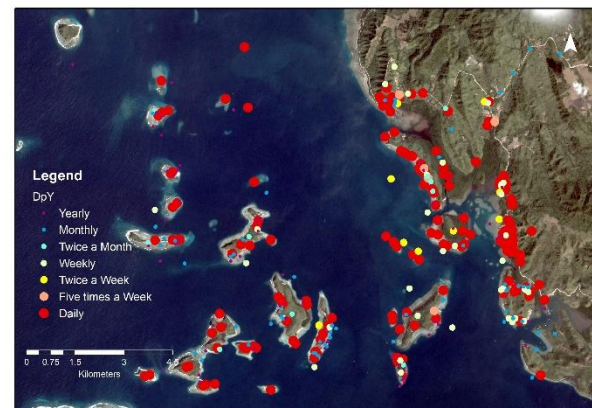 Legend
DpY
Yearly
Monthly
Twice a Month
Weekly
Twice a Week
Five times a Week
Daily
0 0.75 1.5 3 4.5
Kilometers